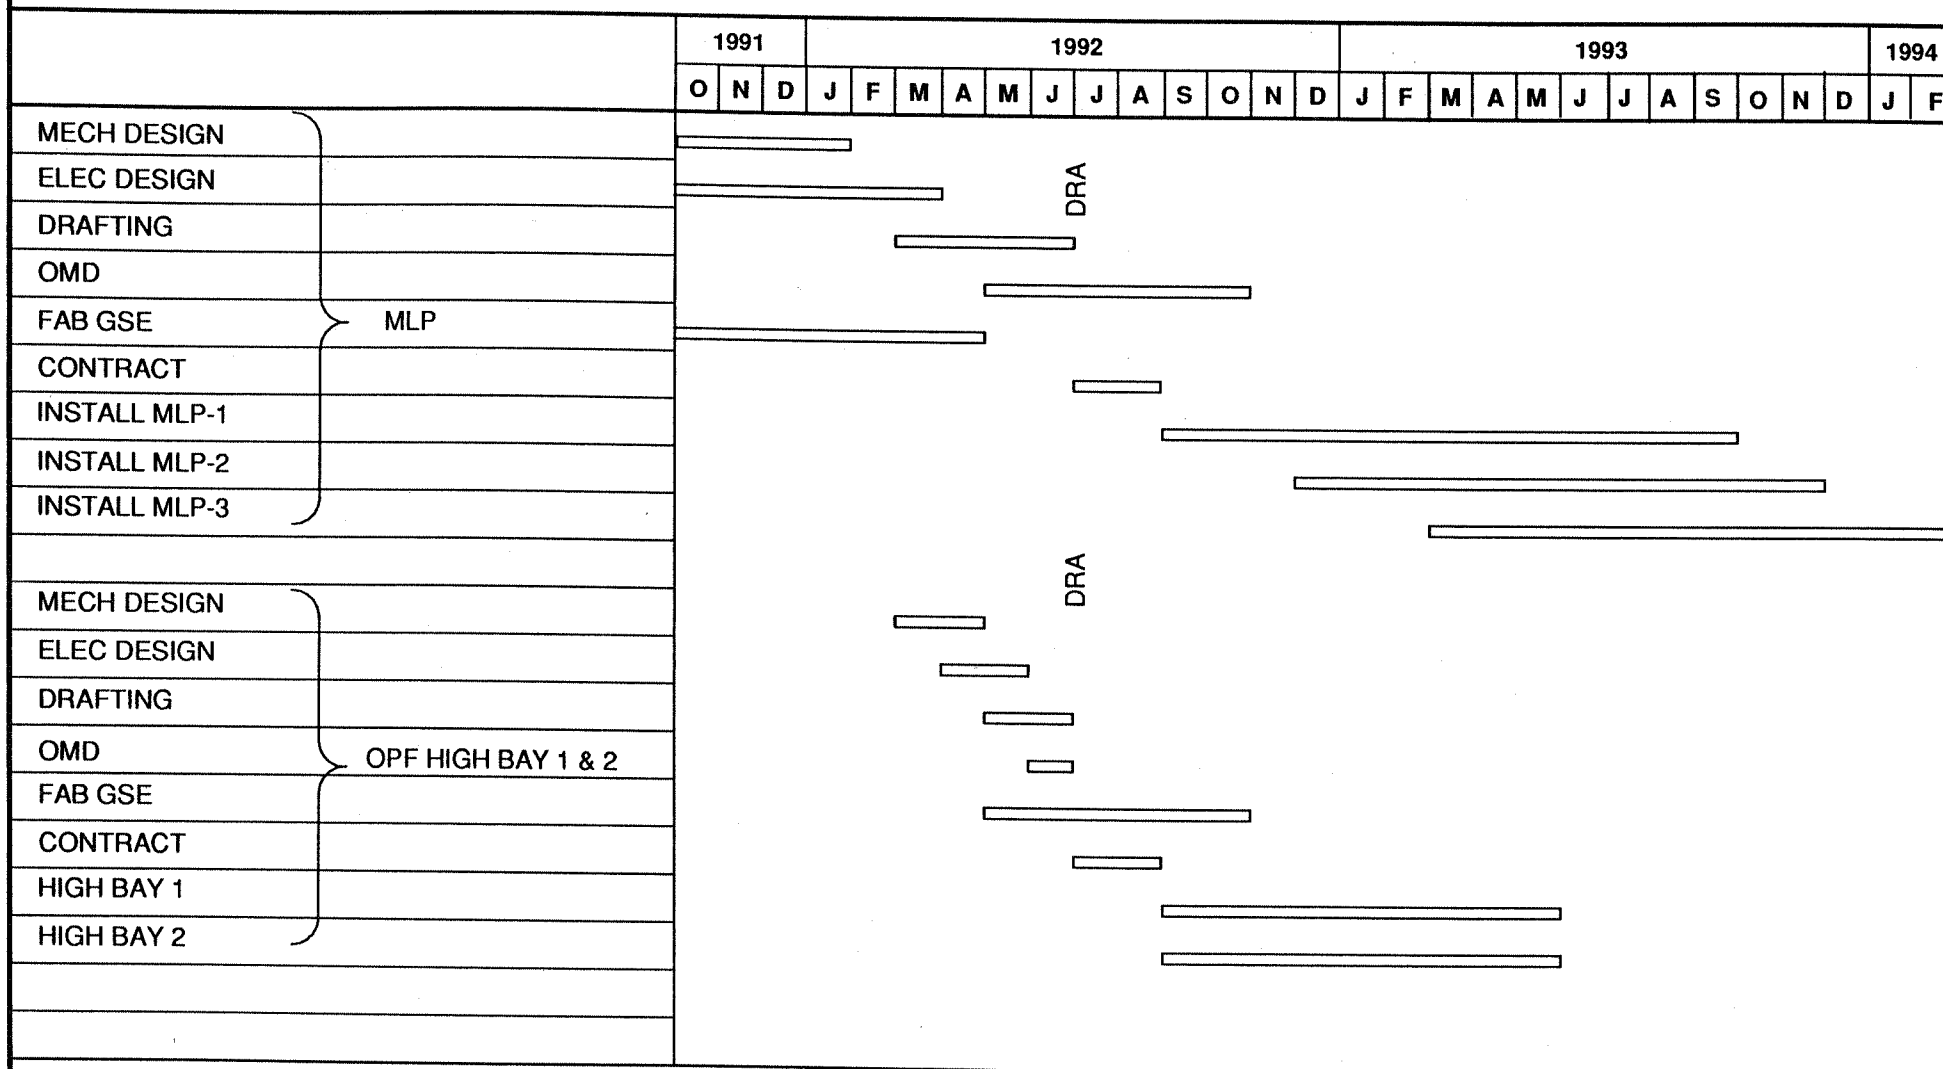 1991 1992 1993 1994
O N D J F M A M J J A S O N D J F M A M J J A S O N D J F
MECH DESIGN
ELEC DESIGN
DRA
DRAFTING
OMD
FAB GSE
MLP
CONTRACT
INSTALL MLP-1
INSTALL MLP-2
INSTALL MLP-3
DRA
MECH DESIGN
ELEC DESIGN
DRAFTING
OMD
OPF HIGH BAY 1 & 2
FAB GSE
CONTRACT
HIGH BAY 1
HIGH BAY 2